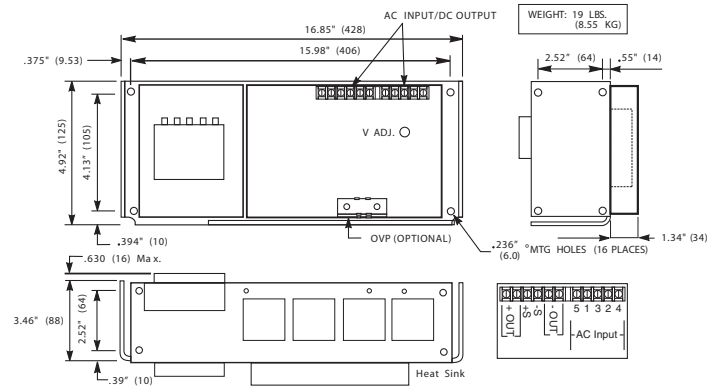 AC INPUT/DC OUTPUT
WEIGHT: 19 LBS.
(8.55 KG)
16.85" (428)
15.98" (406)
.375" (9.53)
2.52" (64)
.55" (14)
4.92" (125)
4.13" (105)
V ADJ.
.394" (10)
OVP (OPTIONAL)
.236"
(6.0)
°MTG HOLES (16 PLACES)
1.34" (34)
.630 (16) Max.
3.46" (88)
2.52" (64)
.39" (10)
Heat Sink
+ OUT
+S
-S
- OUT
5 1 3 2 4
AC Input